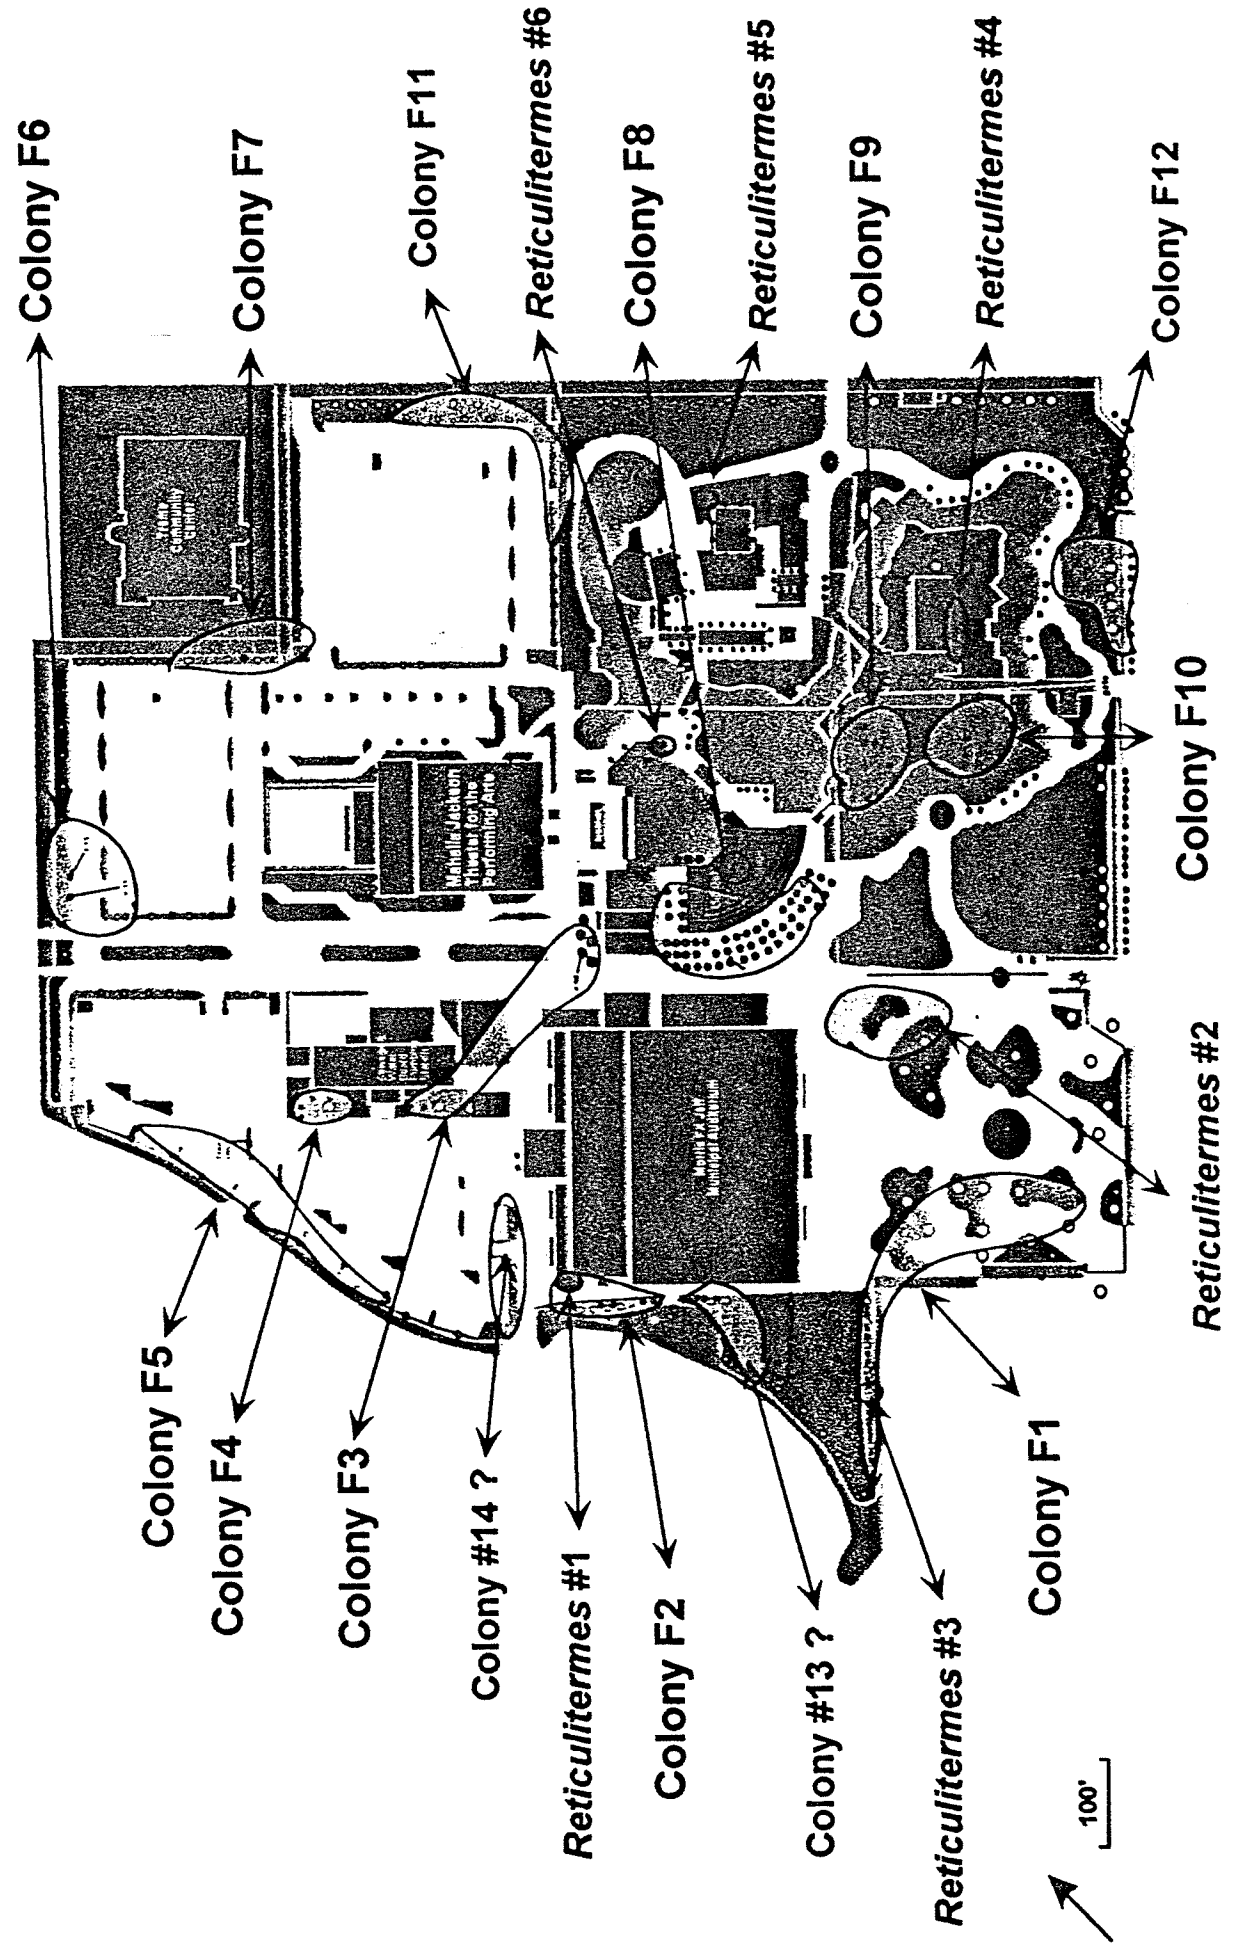 Colony F6
Colony F7
Colony F11
Reticulitermes #6
Colony F8
Reticulitermes #5
Colony F9
Reticulitermes #4
Colony F12
Mahalia Jackson
Theater for the
Performing Arts
Municipal Auditorium
Colony F10
Reticulitermes #2
Colony F5
Colony F4
Colony F3
Colony #14 ?
Reticulitermes #1
Colony F2
Colony #13 ?
Reticulitermes #3
Colony F1
100'